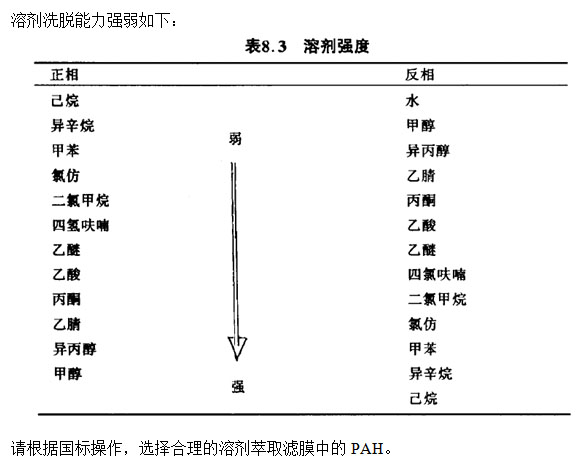 溶剂洗脱能力强弱如下：
表8.3 溶剂强度
正相 反相
己烷 水
异辛烷 甲醇
弱
甲苯 异丙醇
氯仿 乙腈
二氯甲烷 丙酮
四氢呋喃 乙酸
乙醚 乙醚
乙酸 四氯呋喃
丙酮 二氯甲烷
乙腈 氯仿
异丙醇 甲苯
甲醇 异辛烷
强
己烷
请根据国标操作，选择合理的溶剂萃取滤膜中的 PAH。